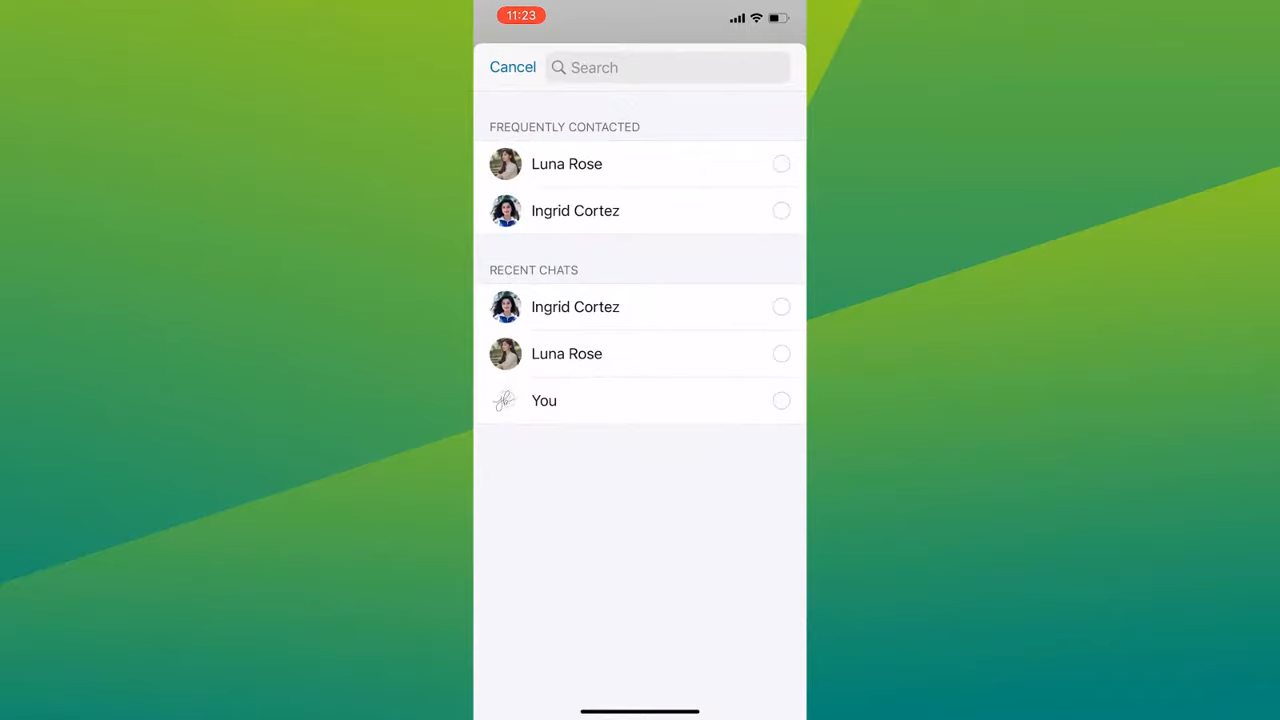 11:23
Cancel Search
FREQUENTLY CONTACTED
Luna Rose
Ingrid Cortez
RECENT CHATS
Ingrid Cortez
Luna Rose
You